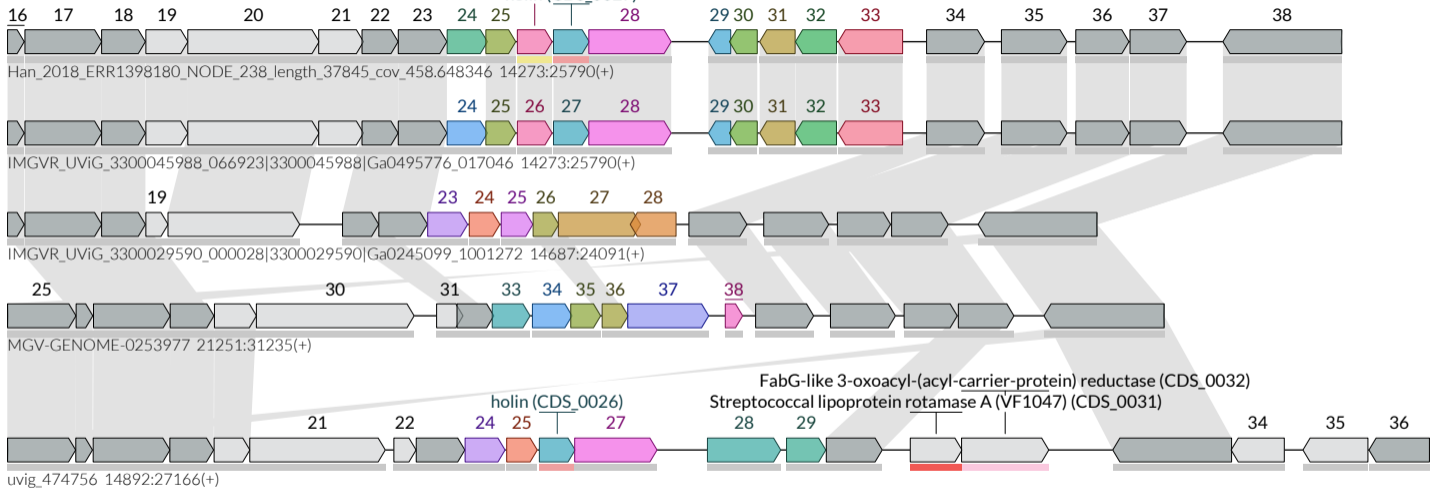 16 17 18 19 20 21 22 23 24 25 28 29 30 31 32 33 34 35 36 37 38
Han_2018_ERR1398180_NODE_238_length_37845_cov_458.648346 14273:25790(+)
24 25 26 27 28 29 30 31 32 33
IMGVR_UViG_3300045988_066923|3300045988|Ga0495776_017046 14273:25790(+)
19 23 24 25 26 27 28
IMGVR_UViG_3300029590_000028|3300029590|Ga0245099_1001272 14687:24091(+)
25 30 31 33 34 35 36 37 38
MGV-GENOME-0253977 21251:31235(+)
FabG-like 3-oxoacyl-(acyl-carrier-protein) reductase (CDS_0032)
holin (CDS_0026) Streptococcal lipoprotein rotamase A (VF1047) (CDS_0031)
21 22 24 25 27 28 29 34 35 36
uvig_474756 14892:27166(+)